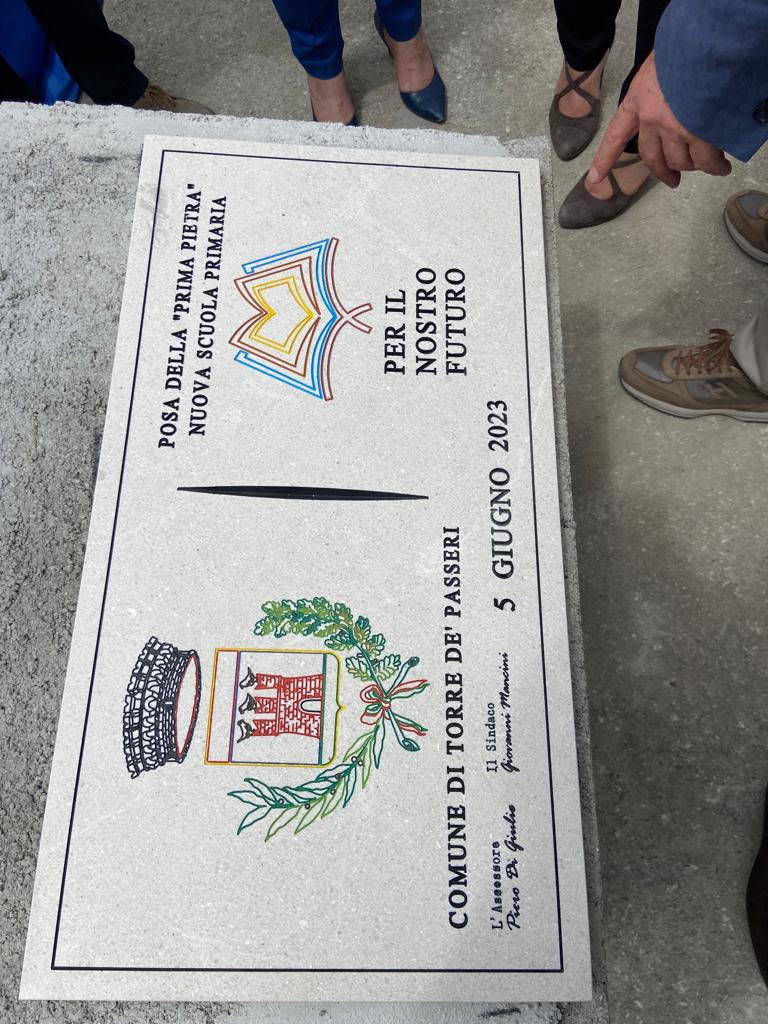 COMUNE DI TORRE DE' PASSERI
L'Assessore
Piero Di Giulio
Il Sindaco
Giovanni Mancini
POSA DELLA "PRIMA PIETRA"
NUOVA SCUOLA PRIMARIA
PER IL
NOSTRO
FUTURO
5 GIUGNO 2023